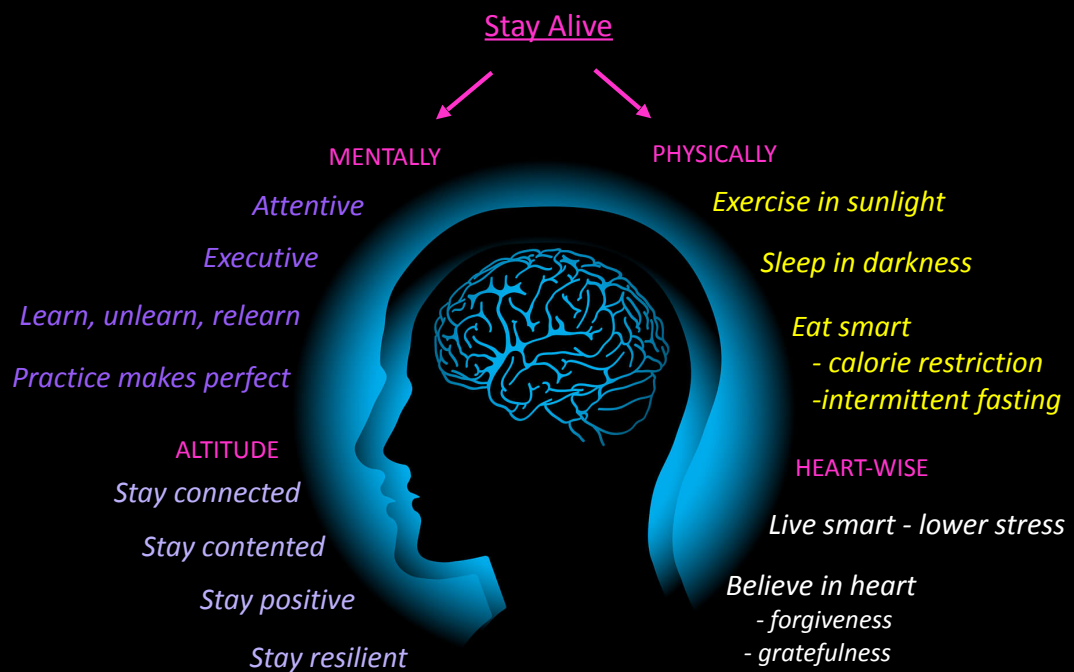 Stay Alive
MENTALLY
Attentive
Executive
Learn, unlearn, relearn
Practice makes perfect
ALTITUDE
Stay connected
Stay contented
Stay positive
Stay resilient
PHYSICALLY
Exercise in sunlight
Sleep in darkness
Eat smart
- calorie restriction
-intermittent fasting
HEART-WISE
Live smart - lower stress
Believe in heart
- forgiveness
- gratefulness